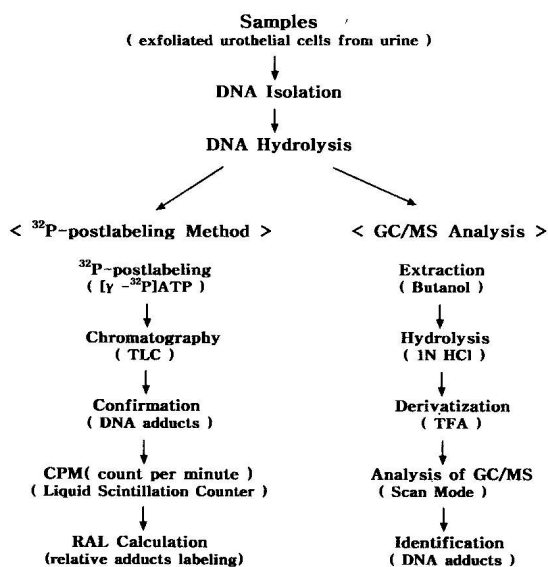 Samples
( exfoliated urothelial cells from urine )
DNA Isolation
DNA Hydrolysis
< ³²P-postlabeling Method >
< GC/MS Analysis >
³²P-postlabeling
( [γ -³²P]ATP )
Extraction
( Butanol )
Chromatography
( TLC )
Hydrolysis
( 1N HCl )
Confirmation
( DNA adducts )
Derivatization
( TFA )
CPM( count per minute )
( Liquid Scintillation Counter )
Analysis of GC/MS
( Scan Mode )
RAL Calculation
(relative adducts labeling)
Identification
( DNA adducts )